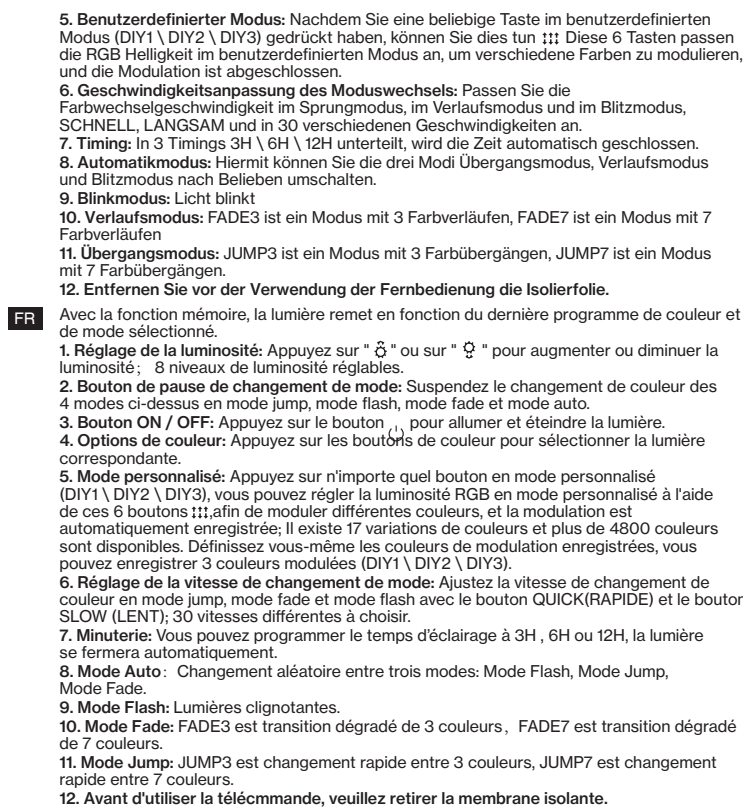 5. Benutzerdefinierter Modus: Nachdem Sie eine beliebige Taste im benutzerdefinierten
Modus (DIY1 \ DIY2 \ DIY3) gedrückt haben, können Sie dies tun Diese 6 Tasten passen
die RGB Helligkeit im benutzerdefinierten Modus an, um verschiedene Farben zu modulieren,
und die Modulation ist abgeschlossen.
6. Geschwindigkeitsanpassung des Moduswechsels: Passen Sie die
Farbwechselgeschwindigkeit im Sprungmodus, im Verlaufsmodus und im Blitzmodus,
SCHNELL, LANGSAM und in 30 verschiedenen Geschwindigkeiten an.
7. Timing: In 3 Timings 3H \ 6H \ 12H unterteilt, wird die Zeit automatisch geschlossen.
8. Automatikmodus: Hiermit können Sie die drei Modi Übergangsmodus, Verlaufsmodus
und Blitzmodus nach Belieben umschalten.
9. Blinkmodus: Licht blinkt
10. Verlaufsmodus: FADE3 ist ein Modus mit 3 Farbverläufen, FADE7 ist ein Modus mit 7
Farbverläufen
11. Übergangsmodus: JUMP3 ist ein Modus mit 3 Farbübergängen, JUMP7 ist ein Modus
mit 7 Farbübergängen.
12. Entfernen Sie vor der Verwendung der Fernbedienung die Isolierfolie.
FR Avec la fonction mémoire, la lumière remet en fonction du dernière programme de couleur et
de mode sélectionné.
1. Réglage de la luminosité: Appuyez sur " " ou sur " " pour augmenter ou diminuer la
luminosité; 8 niveaux de luminosité réglables.
2. Bouton de pause de changement de mode: Suspendez le changement de couleur des
4 modes ci-dessus en mode jump, mode flash, mode fade et mode auto.
3. Bouton ON / OFF: Appuyez sur le bouton pour allumer et éteindre la lumière.
4. Options de couleur: Appuyez sur les boutons de couleur pour sélectionner la lumière
correspondante.
5. Mode personnalisé: Appuyez sur n'importe quel bouton en mode personnalisé
(DIY1 \ DIY2 \ DIY3), vous pouvez régler la luminosité RGB en mode personnalisé à l'aide
de ces 6 boutons ,afin de moduler différentes couleurs, et la modulation est
automatiquement enregistrée; Il existe 17 variations de couleurs et plus de 4800 couleurs
sont disponibles. Définissez vous-même les couleurs de modulation enregistrées, vous
pouvez enregistrer 3 couleurs modulées (DIY1 \ DIY2 \ DIY3).
6. Réglage de la vitesse de changement de mode: Ajustez la vitesse de changement de
couleur en mode jump, mode fade et mode flash avec le bouton QUICK(RAPIDE) et le boutor
SLOW (LENT); 30 vitesses différentes à choisir.
7. Minuterie: Vous pouvez programmer le temps d'éclairage à 3H , 6H ou 12H, la lumière
se fermera automatiquement.
8. Mode Auto: Changement aléatoire entre trois modes: Mode Flash, Mode Jump,
Mode Fade.
9. Mode Flash: Lumières clignotantes.
10. Mode Fade: FADE3 est transition dégradé de 3 couleurs, FADE7 est transition dégradé
de 7 couleurs.
11. Mode Jump: JUMP3 est changement rapide entre 3 couleurs, JUMP7 est changement
rapide entre 7 couleurs.
12. Avant d'utiliser la télécmmande, veuillez retirer la membrane isolante.